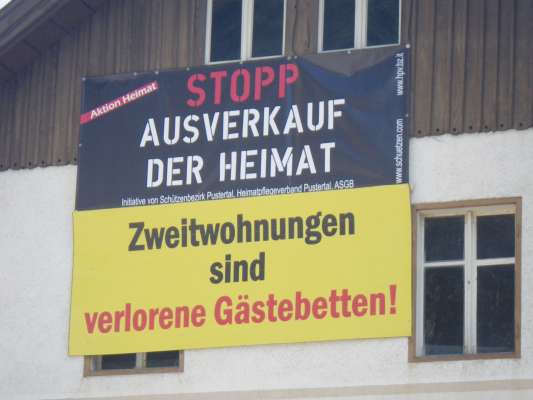 Aktion Heimat
STOPP
AUSVERKAUF
DER HEIMAT
Initiative von Schützenbezirk Pustertal, Heimatpflegeverband Pustertal, ASGB
www.schuetzen.com
www.hpv.bz.it
Zweitwohnungen
sind
verlorene Gästebetten!